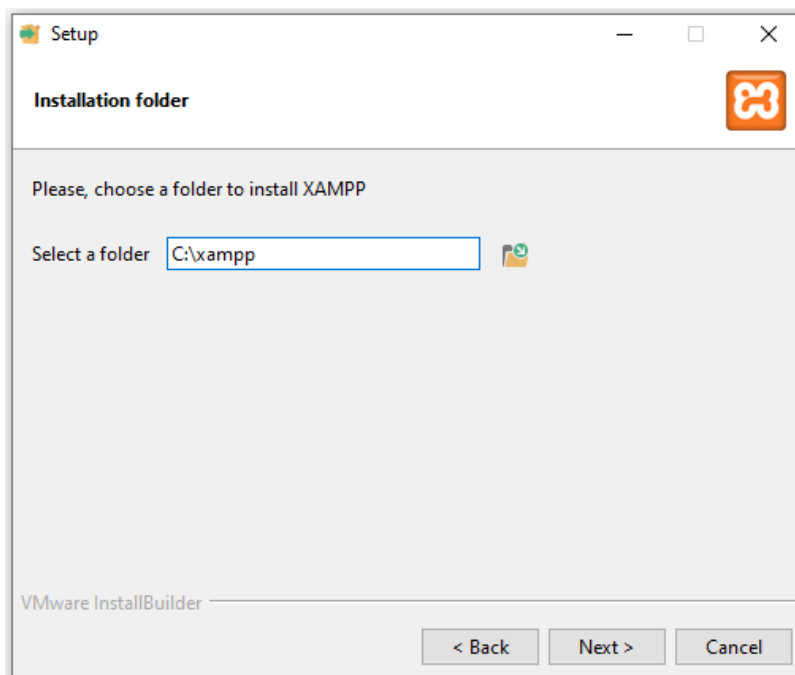 Setup
Installation folder
Please, choose a folder to install XAMPP
Select a folder C:\xampp
VMware InstallBuilder
< Back Next > Cancel